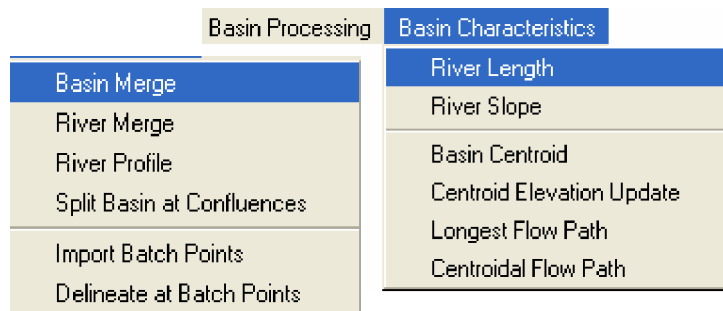 Basin Processing
Basin Characteristics
Basin Merge
River Merge
River Profile
Split Basin at Confluences
Import Batch Points
Delineate at Batch Points
River Length
River Slope
Basin Centroid
Centroid Elevation Update
Longest Flow Path
Centroidal Flow Path